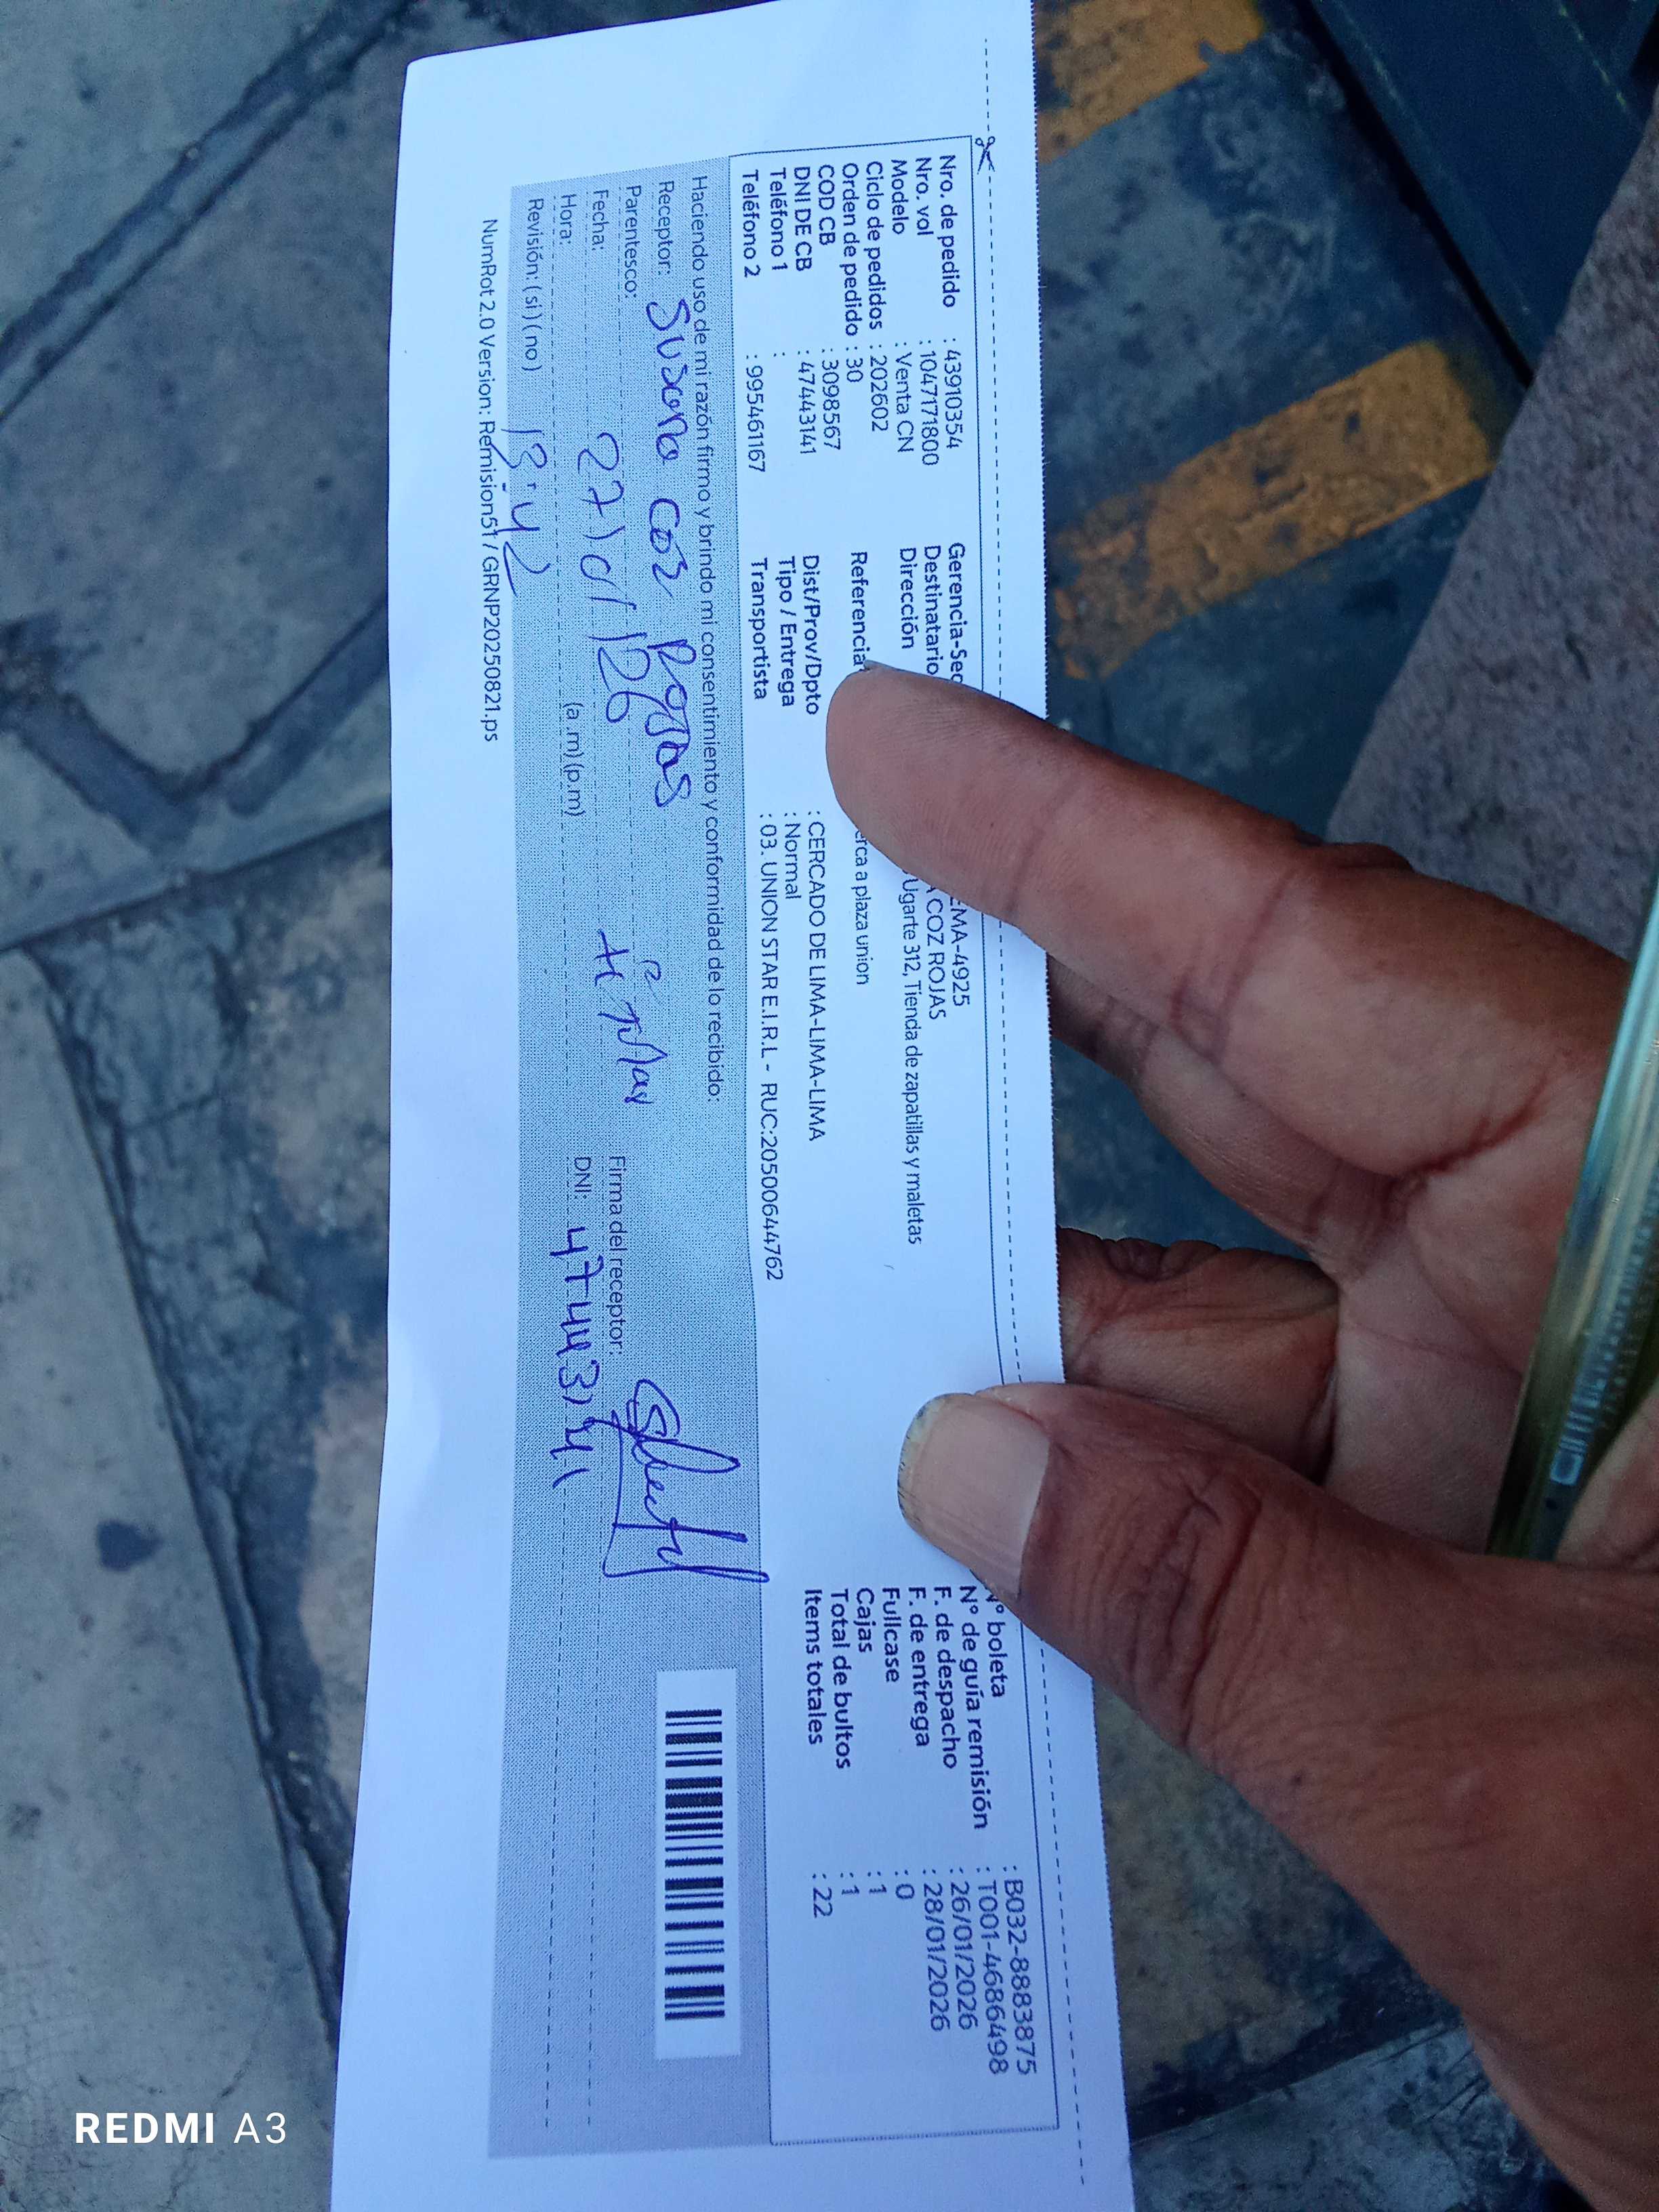 Nro. de pedido : 43910354
Nro. vol : 1047171800
Modelo : Venta CN
Ciclo de pedidos : 202602
Orden de pedido : 30
COD CB : 3098567
DNI DE CB : 47443141
Teléfono 1 :
Teléfono 2 : 995461167
Gerencia-Sec
Destinatario COZ ROJAS
Dirección Ugarte 312, Tienda de zapatillas y maletas
Referencia a plaza union
Dist/Prov/Dpto : CERCADO DE LIMA-LIMA-LIMA
Tipo / Entrega : Normal
Transportista : 03. UNION STAR E.I.R.L - RUC:20500644762
N° boleta : B032-8883875
N° de guía remisión : T001-4686498
F. de despacho : 26/01/2026
F. de entrega : 28/01/2026
Fullcase : 0
Cajas : 1
Total de bultos : 1
Items totales : 22
Haciendo uso de mi razón firmo y brindo mi consentimiento y conformidad de lo recibido:
Receptor: Susana Coz Rojas
Parentesco:
Fecha: 27/01/26
Firma del receptor:
Hora: (a .m) (p.m)
DNI: 47443141
Revisión: ( si ) ( no ) 13:42
NumRot 2.0 Version: Remision51 / GRNP20250821.ps
REDMI A3